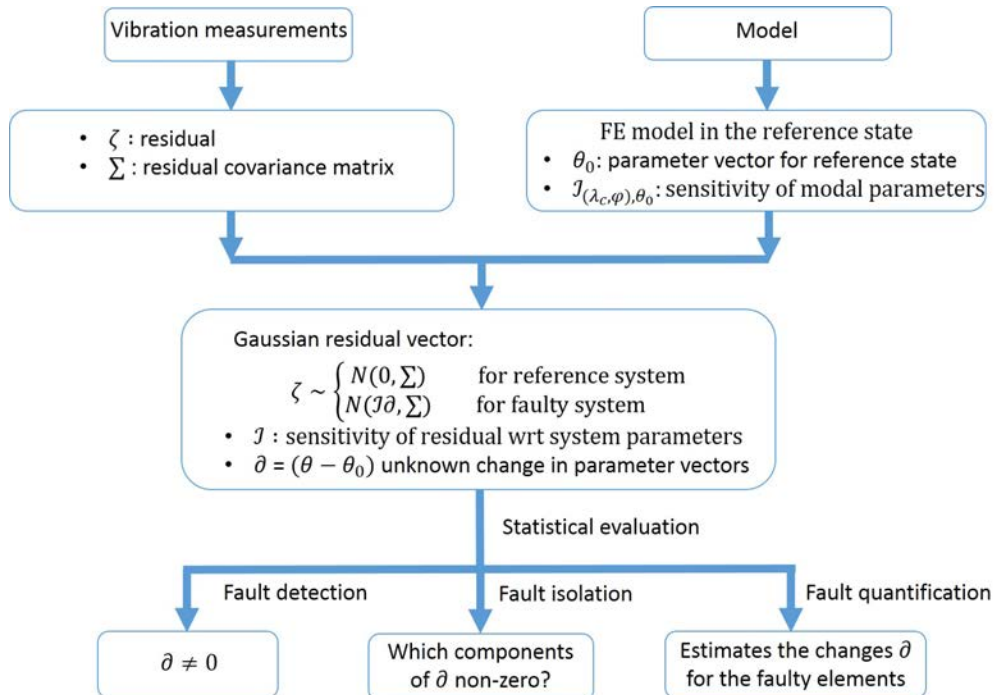 Vibration measurements
Model
• ζ : residual
• ∑ : residual covariance matrix
FE model in the reference state
• θ₀: parameter vector for reference state
• 𝒥₍λc,φ₎,θ₀: sensitivity of modal parameters
Gaussian residual vector:
ζ ~ { N(0, ∑) for reference system
N(𝒥∂, ∑) for faulty system
• 𝒥 : sensitivity of residual wrt system parameters
• ∂ = (θ − θ₀) unknown change in parameter vectors
Statistical evaluation
Fault detection
Fault isolation
Fault quantification
∂ ≠ 0
Which components
of ∂ non-zero?
Estimates the changes ∂
for the faulty elements